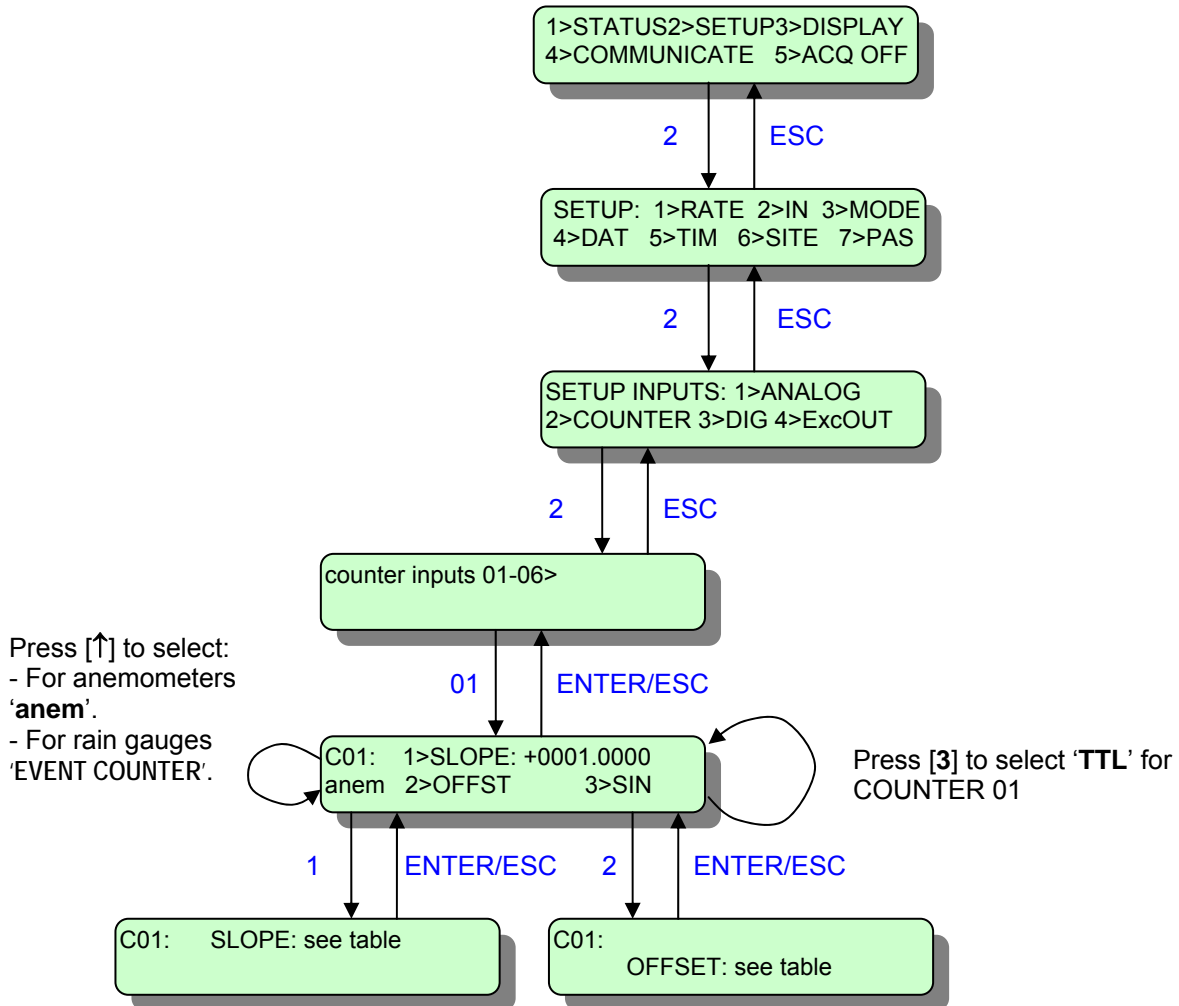 1>STATUS2>SETUP3>DISPLAY
4>COMMUNICATE 5>ACQ OFF
2
ESC
SETUP: 1>RATE 2>IN 3>MODE
4>DAT 5>TIM 6>SITE 7>PAS
2
ESC
SETUP INPUTS: 1>ANALOG
2>COUNTER 3>DIG 4>ExcOUT
2
ESC
counter inputs 01-06>
Press [↑] to select:
- For anemometers
‘anem’.
- For rain gauges
‘EVENT COUNTER’.
01
ENTER/ESC
C01: 1>SLOPE: +0001.0000
anem 2>OFFST 3>SIN
Press [3] to select ‘TTL’ for
COUNTER 01
1
ENTER/ESC
2
ENTER/ESC
C01: SLOPE: see table
C01:
OFFSET: see table